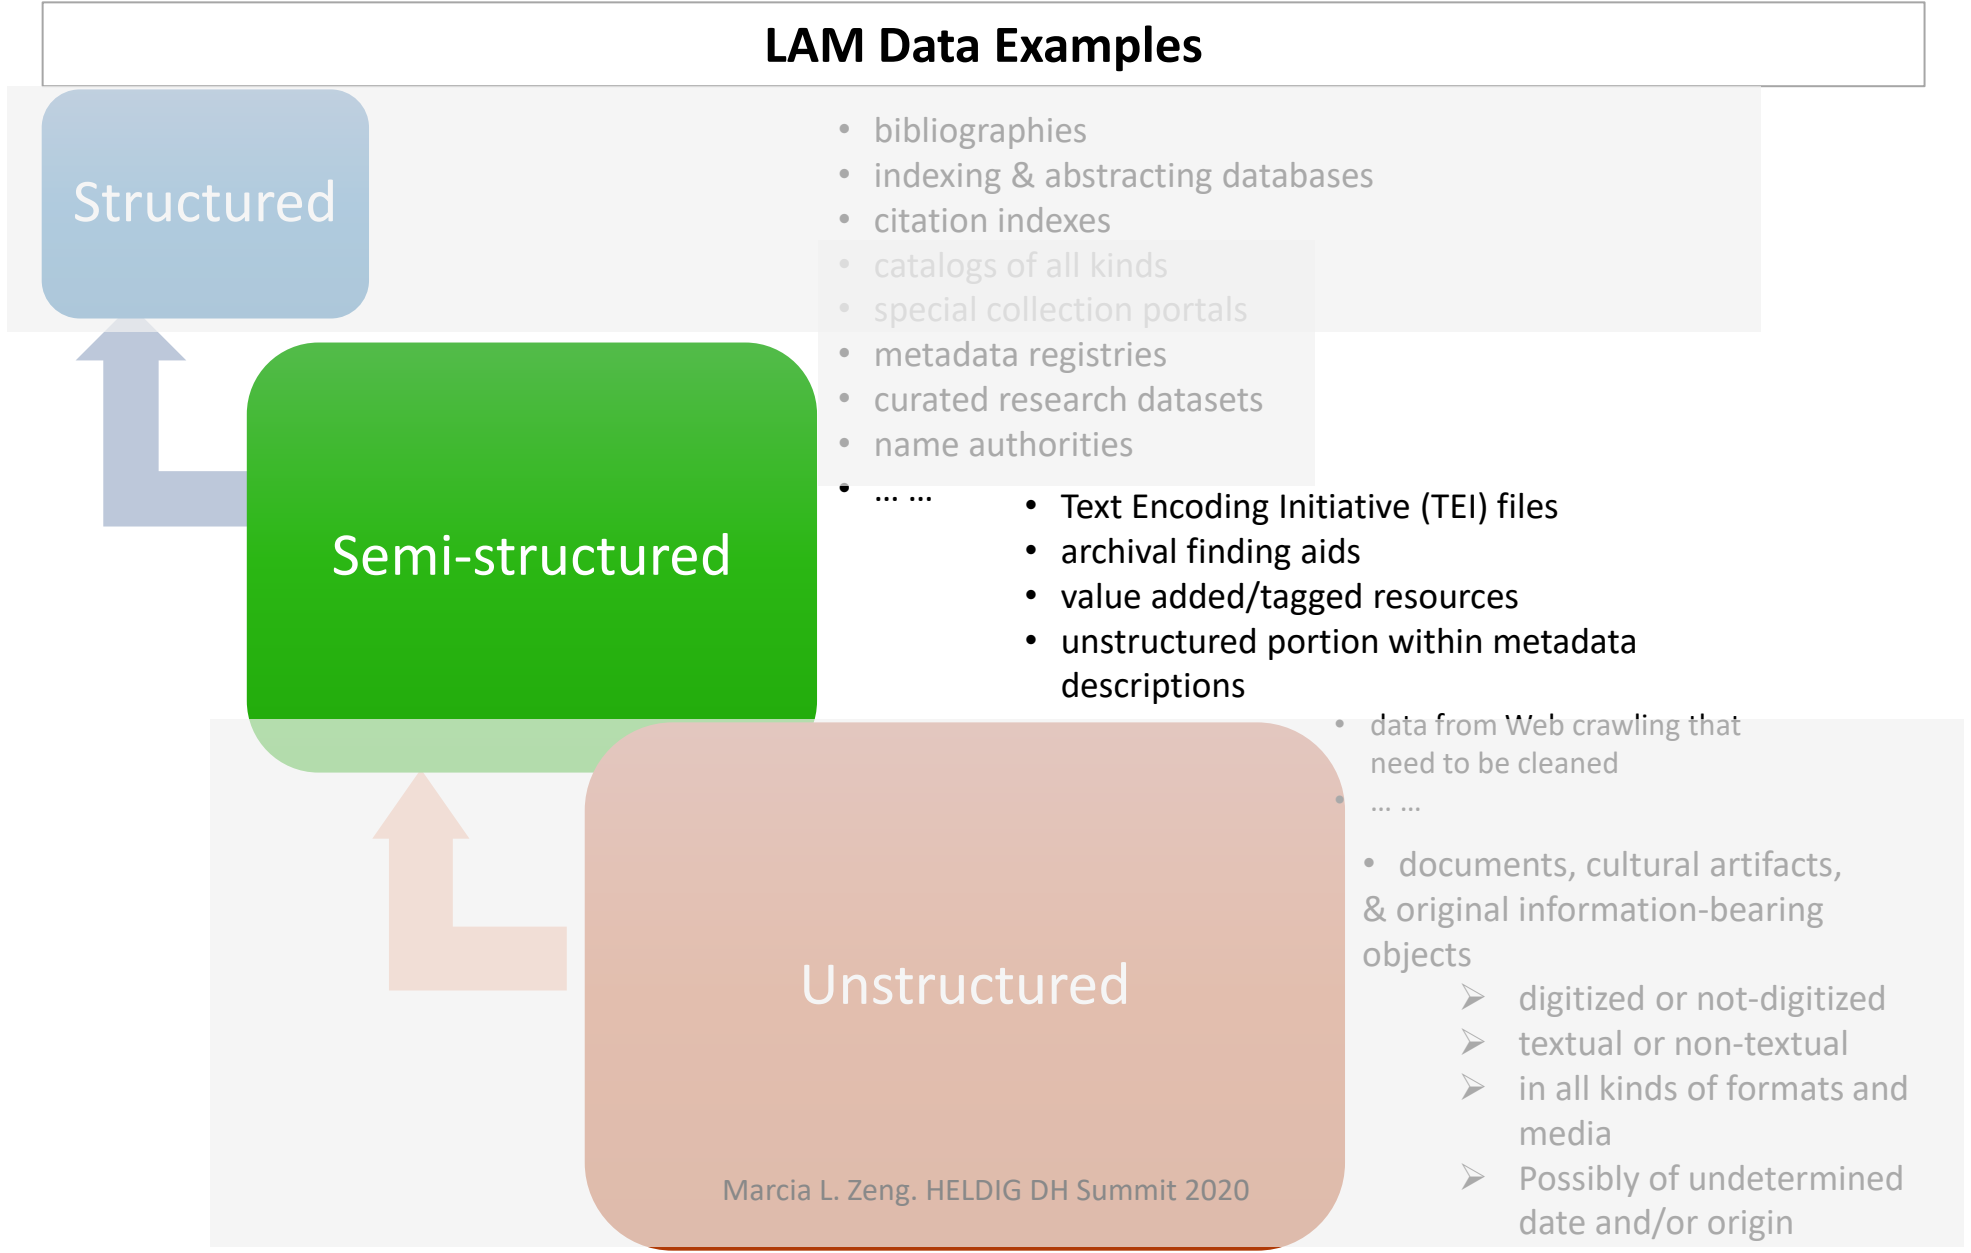 LAM Data Examples
Structured
• bibliographies
• indexing & abstracting databases
• citation indexes
• catalogs of all kinds
• special collection portals
• metadata registries
• curated research datasets
• name authorities
• ... ...
Semi-structured
• Text Encoding Initiative (TEI) files
• archival finding aids
• value added/tagged resources
• unstructured portion within metadata
descriptions
• data from Web crawling that
need to be cleaned
• ... ...
Unstructured
• documents, cultural artifacts,
& original information-bearing
objects
➢ digitized or not-digitized
➢ textual or non-textual
➢ in all kinds of formats and
media
➢ Possibly of undetermined
date and/or origin
Marcia L. Zeng. HELDIG DH Summit 2020